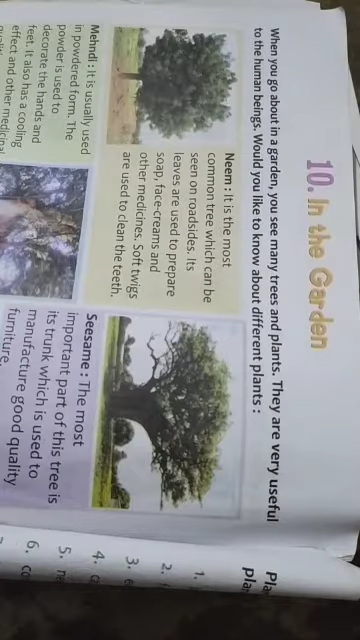 10. In the Garden
When you go about in a garden, you see many trees and plants. They are very useful
to the human beings. Would you like to know about different plants :
Neem : It is the most
common tree which can be
seen on roadsides. Its
leaves are used to prepare
soap, face-creams and
other medicines. Soft twigs
are used to clean the teeth.
Mehndi : It is usually used
in powdered form. The
powder is used to
decorate the hands and
feet. It also has a cooling
effect and other medicinal
Seesame : The most
important part of this tree is
its trunk which is used to
manufacture good quality
furniture.
1.
2.
3.
4.
5.
6.